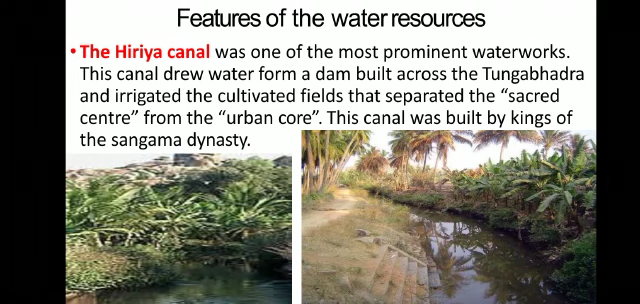 Features of the water resources
• The Hiriya canal was one of the most prominent waterworks.
This canal drew water form a dam built across the Tungabhadra
and irrigated the cultivated fields that separated the “sacred
centre” from the “urban core”. This canal was built by kings of
the sangama dynasty.